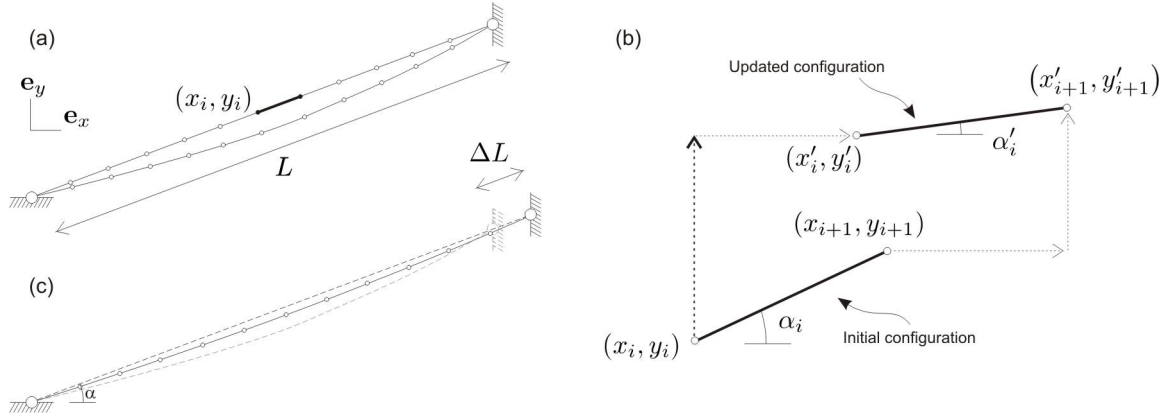 (a)
e_y
e_x
(x_i, y_i)
L
ΔL
(c)
α
(b)
Updated configuration
(x'_{i+1}, y'_{i+1})
(x'_i, y'_i)
α'_i
(x_{i+1}, y_{i+1})
α_i
(x_i, y_i)
Initial configuration